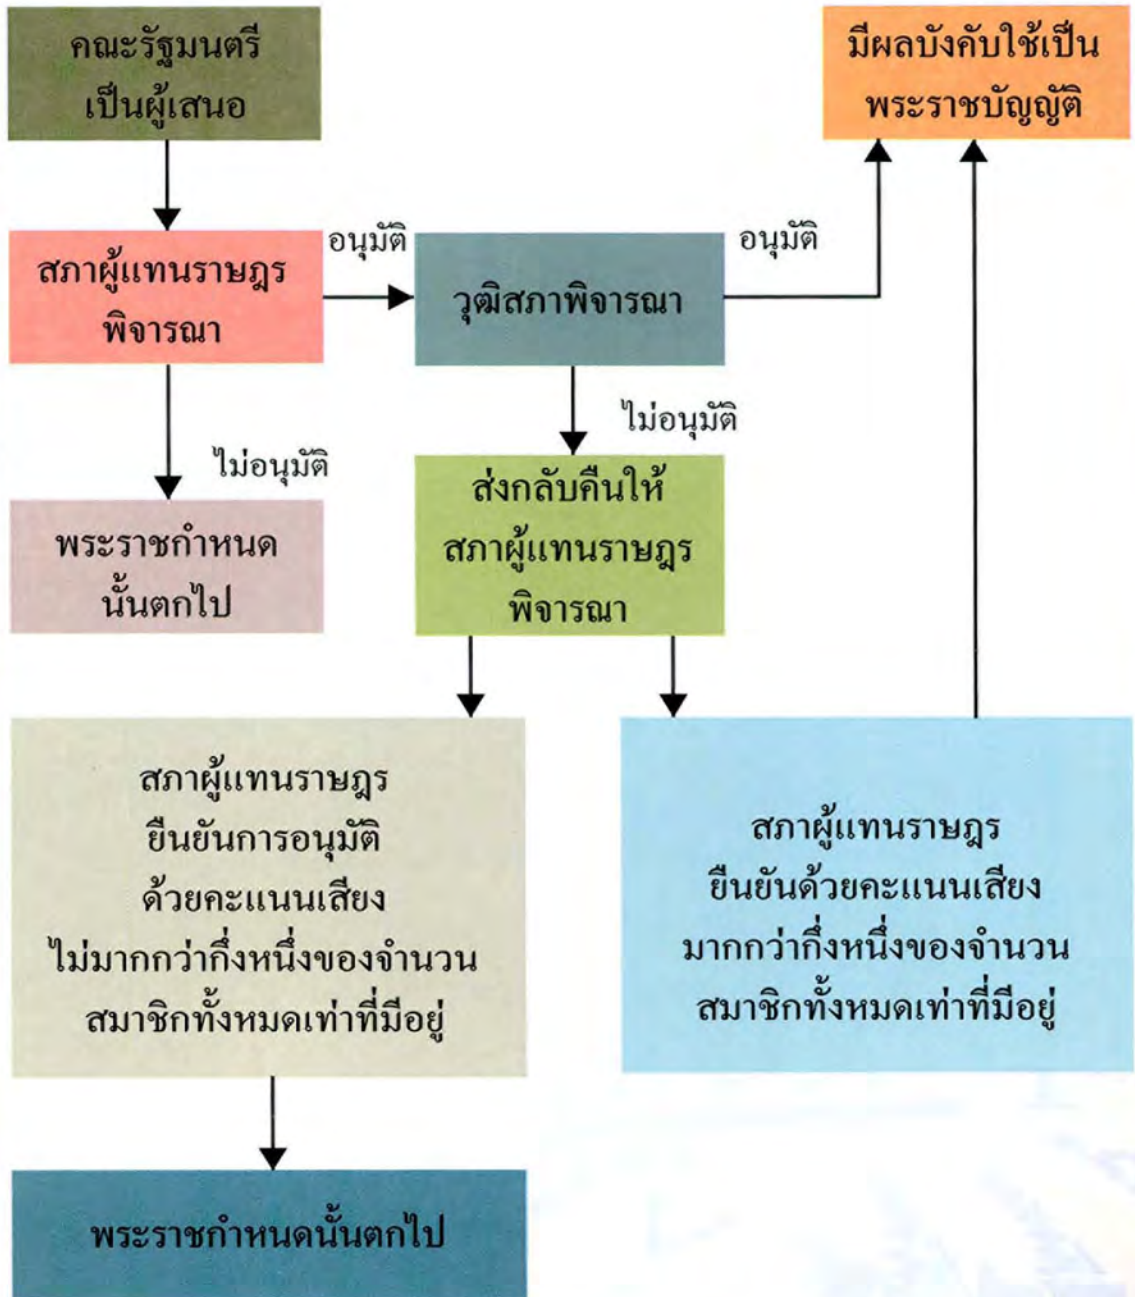 คณะรัฐมนตรี
เป็นผู้เสนอ
มีผลบังคับใช้เป็น
พระราชบัญญัติ
สภาผู้แทนราษฎร
พิจารณา
อนุมัติ
วุฒิสภาพิจารณา
อนุมัติ
ไม่อนุมัติ
ไม่อนุมัติ
พระราชกำหนด
นั้นตกไป
ส่งกลับคืนให้
สภาผู้แทนราษฎร
พิจารณา
สภาผู้แทนราษฎร
ยืนยันการอนุมัติ
ด้วยคะแนนเสียง
ไม่มากกว่ากึ่งหนึ่งของจำนวน
สมาชิกทั้งหมดเท่าที่มีอยู่
สภาผู้แทนราษฎร
ยืนยันด้วยคะแนนเสียง
มากกว่ากึ่งหนึ่งของจำนวน
สมาชิกทั้งหมดเท่าที่มีอยู่
พระราชกำหนดนั้นตกไป